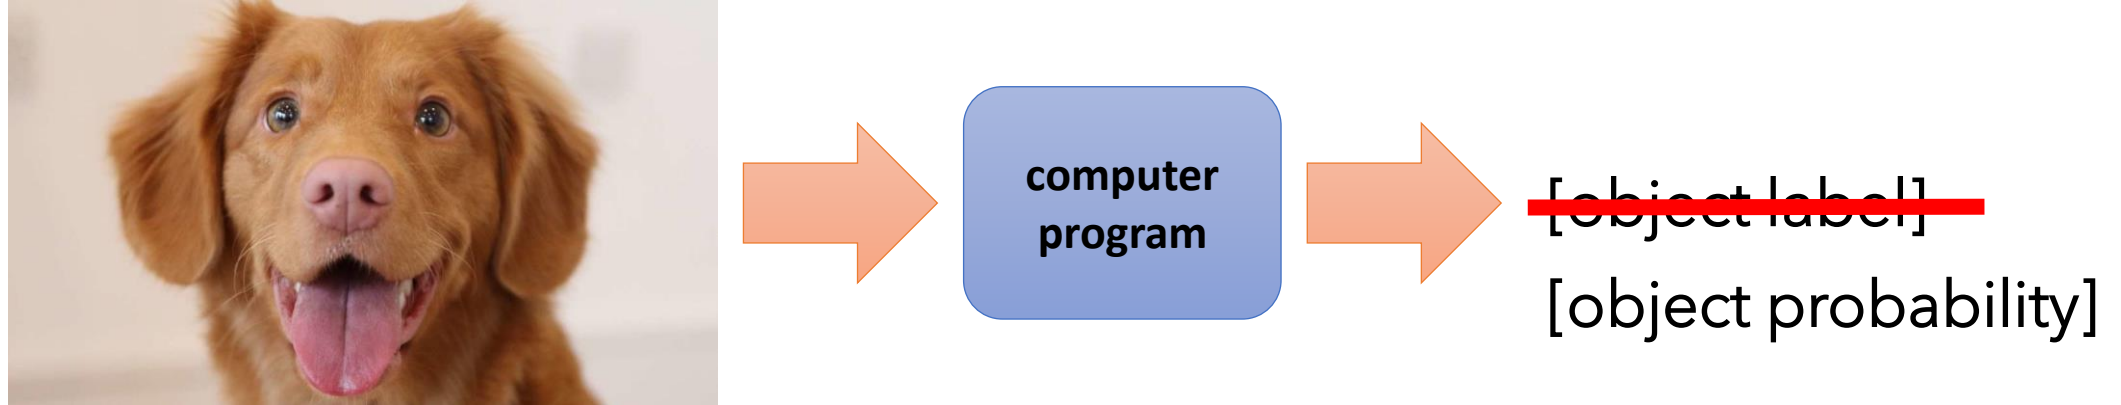 computer
program
[object label]
[object probability]